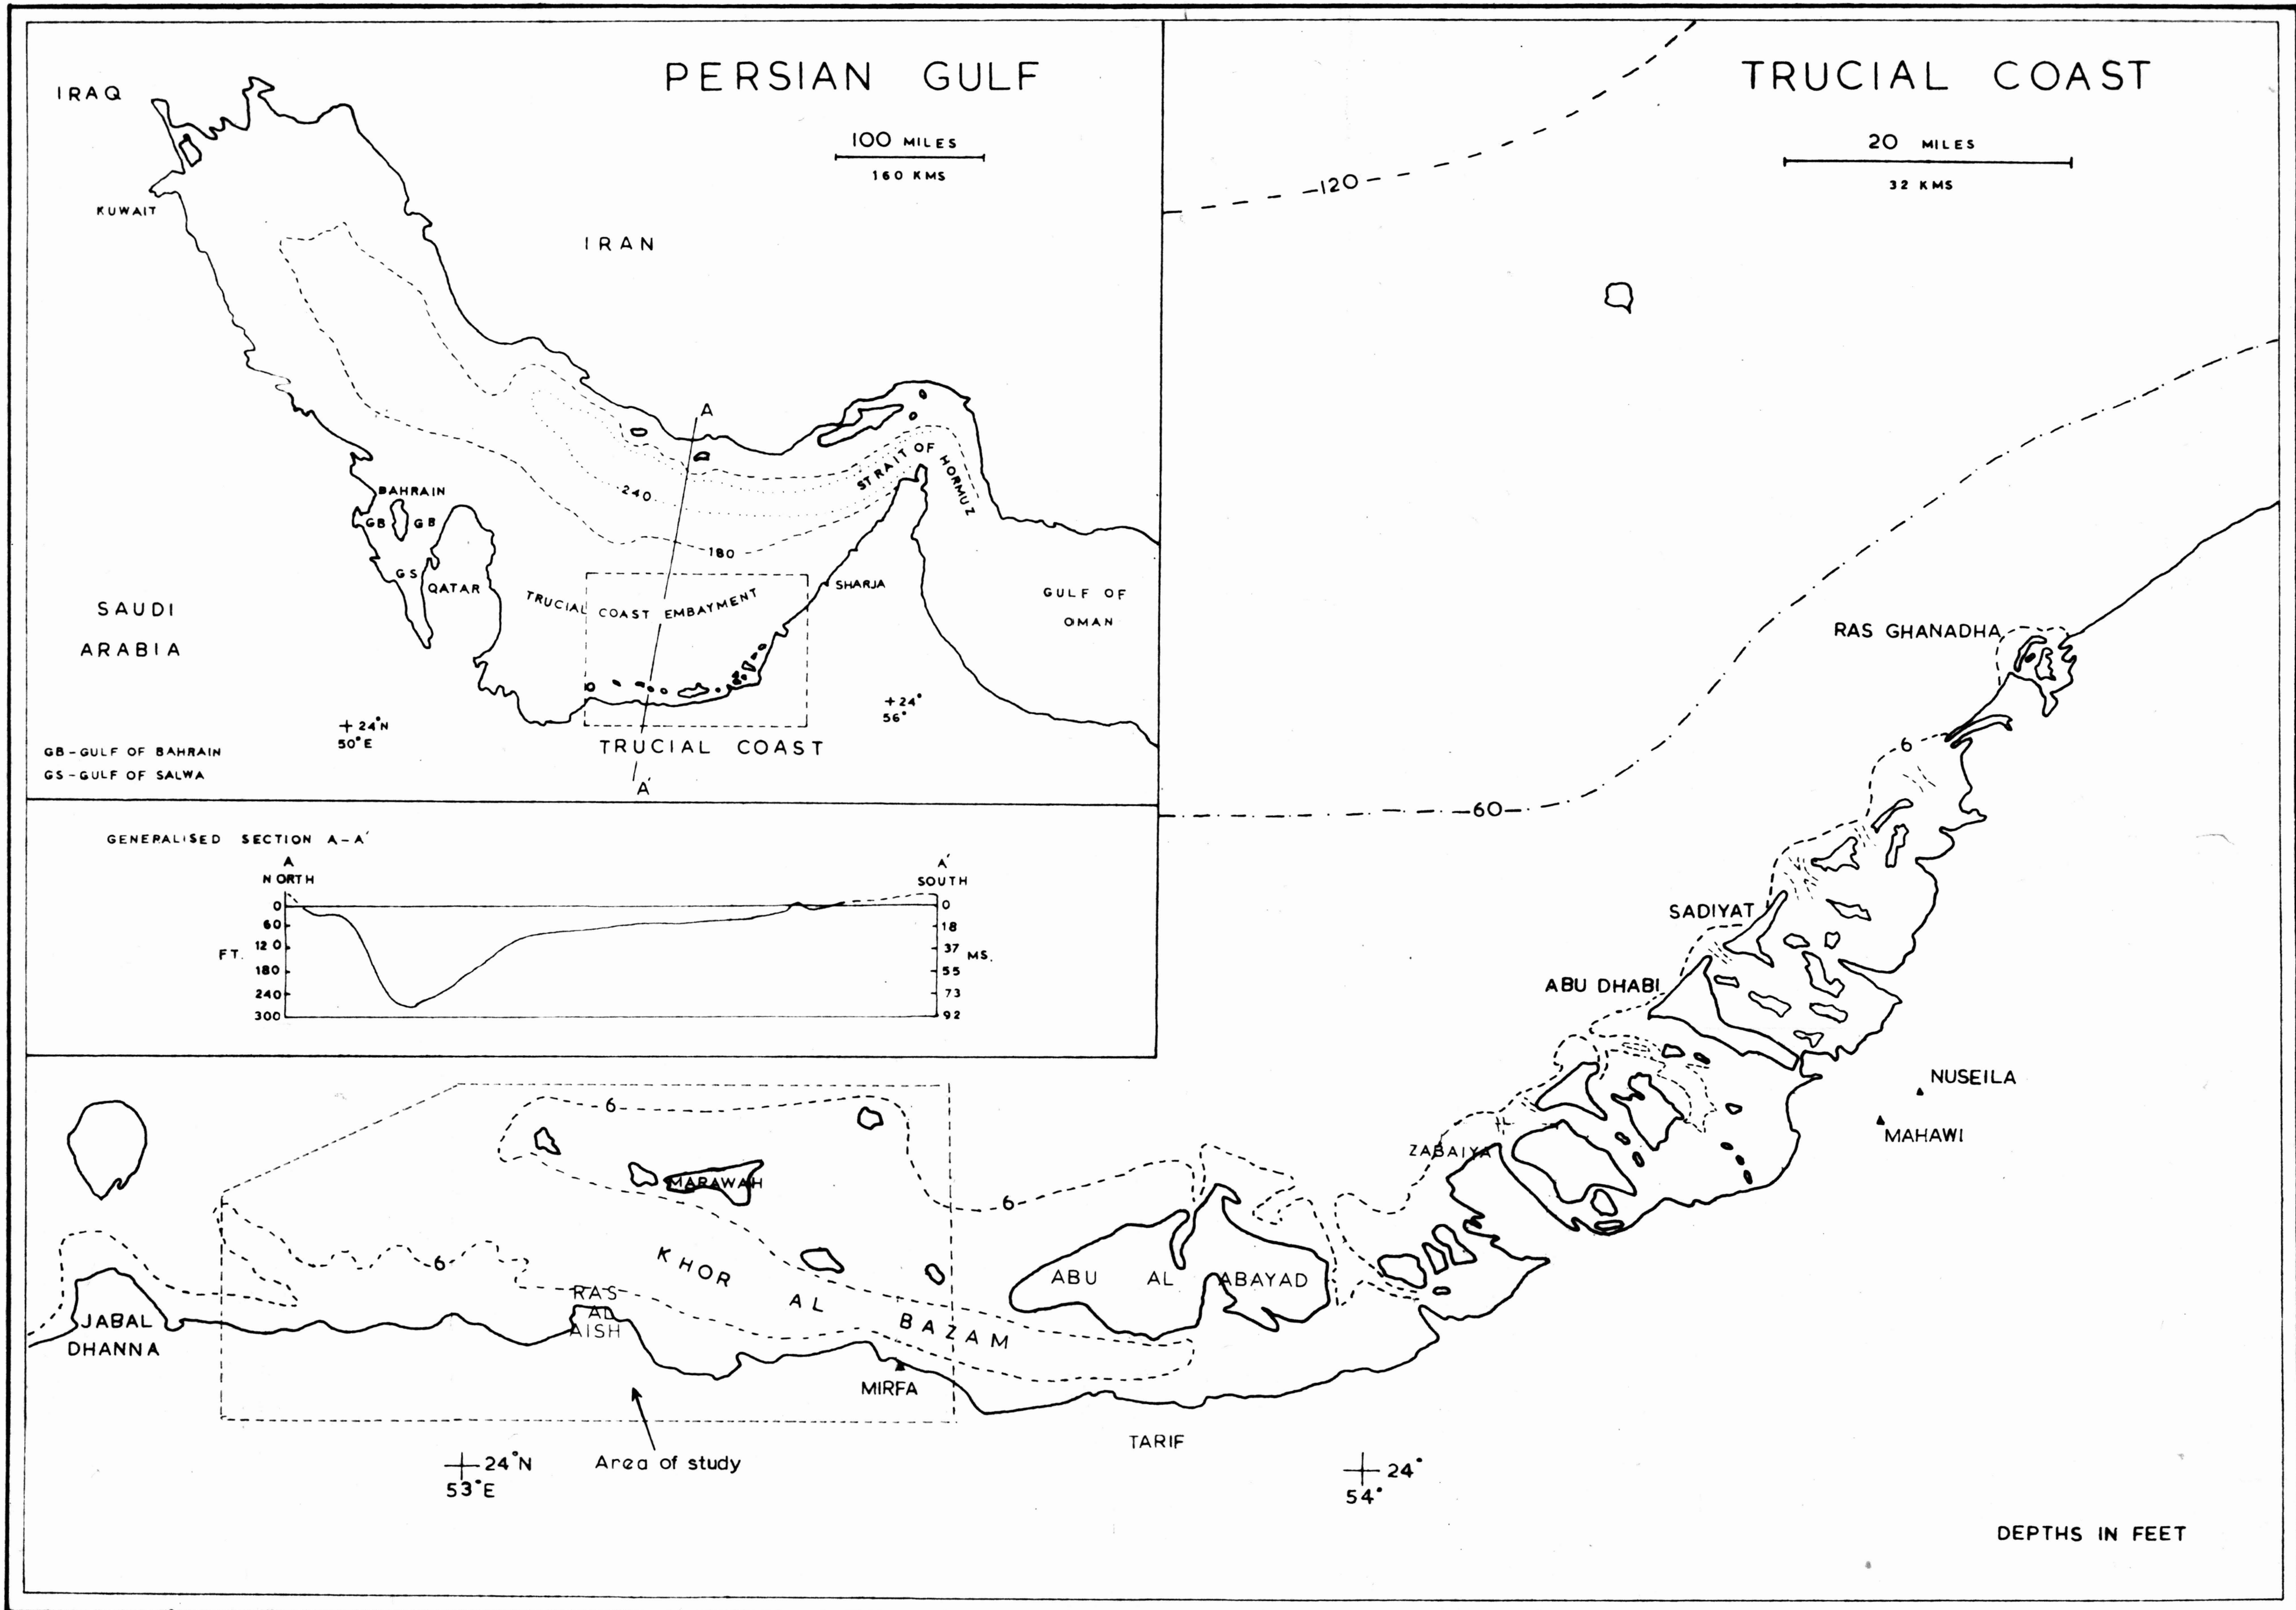 PERSIAN GULF
IRAQ
100 MILES
160 KMS
KUWAIT
IRAN
A
STRAIT OF
HORMUZ
240
BAHRAIN
GB
GB
180
GS
QATAR
SHARJA
TRUCIAL COAST EMBAYMENT
GULF OF
OMAN
SAUDI
ARABIA
+24°
56°
+ 24°N
50°E
TRUCIAL COAST
GB-GULF OF BAHRAIN
GS-GULF OF SALWA
A'
GENERALISED SECTION A-A'
A
NORTH
A'
SOUTH
0
60
120
180
240
300
FT.
0
18
37
55
73
92
MS.
TRUCIAL COAST
20 MILES
32 KMS
-120
RAS GHANADHA
6
-60-
SADIYAT
ABU DHABI
NUSEILA
MAHAWI
ZABAIYA
6
MARAWAH
6
6
KHOR
AL
BAZAM
ABU AL ABAYAD
RAS
AL
AISH
JABAL
DHANNA
MIRFA
TARIF
24°N
53°E
Area of study
24°
54°
DEPTHS IN FEET